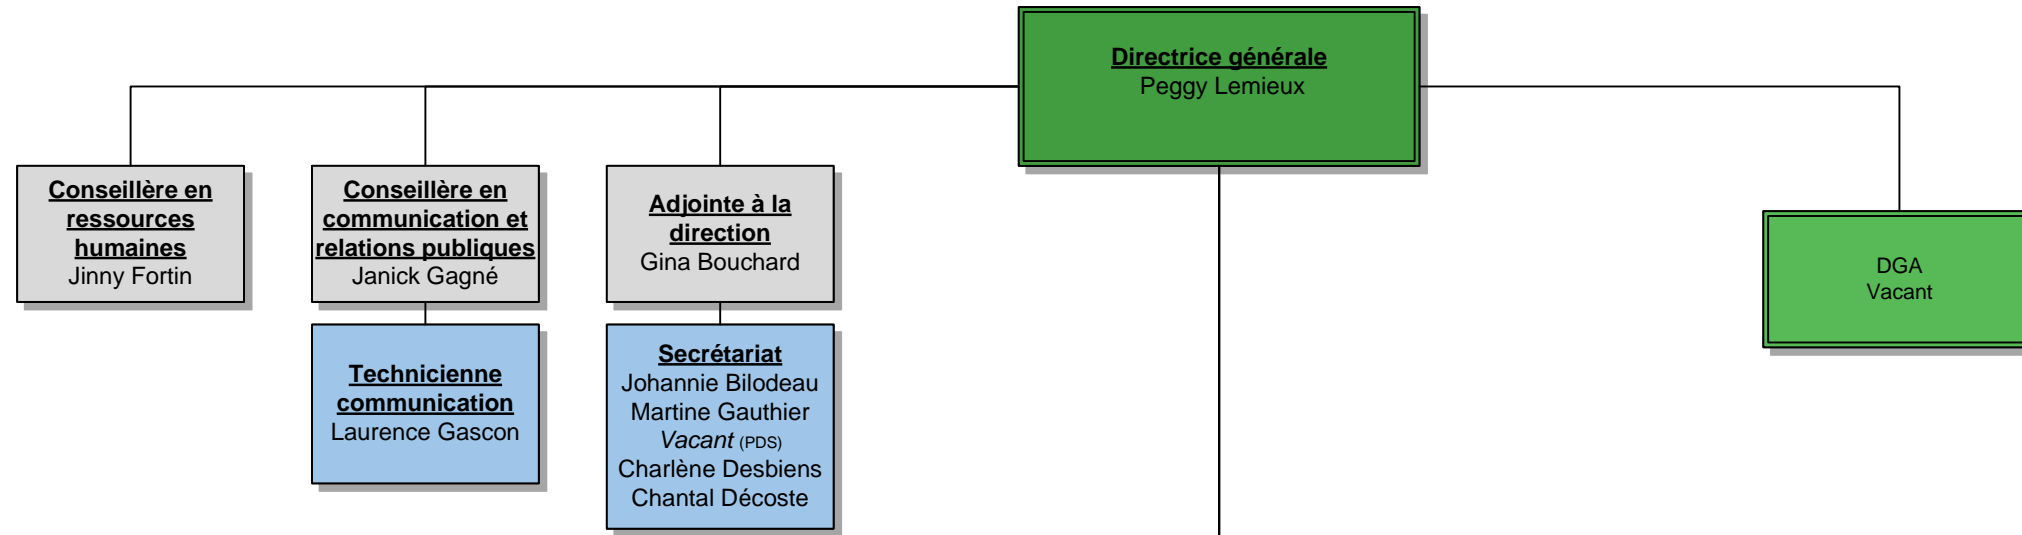 Directrice générale
Peggy Lemieux
Conseillère en
ressources
humaines
Jinny Fortin
Conseillère en
communication et
relations publiques
Janick Gagné
Adjointe à la
direction
Gina Bouchard
DGA
Vacant
Technicienne
communication
Laurence Gascon
Secrétariat
Johannie Bilodeau
Martine Gauthier
Vacant (PDS)
Charlène Desbiens
Chantal Décoste